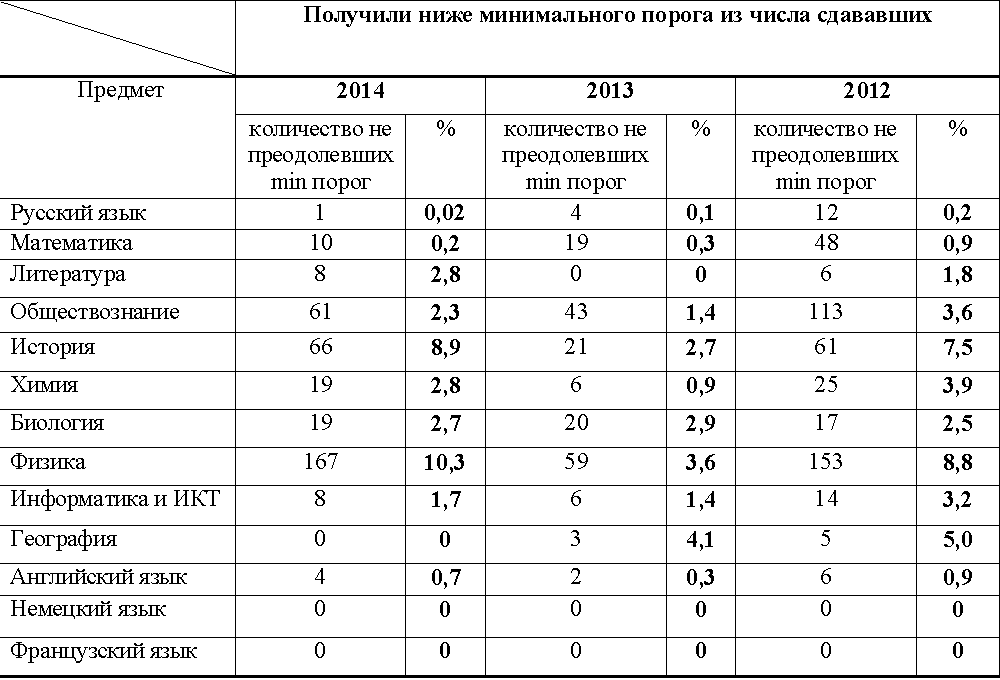 Получили ниже минимального порога из числа сдававших
Предмет 2014 2013 2012
количество не преодолевших min порог % количество не преодолевших min порог % количество не преодолевших min порог %
Русский язык 1 0,02 4 0,1 12 0,2
Математика 10 0,2 19 0,3 48 0,9
Литература 8 2,8 0 0 6 1,8
Обществознание 61 2,3 43 1,4 113 3,6
История 66 8,9 21 2,7 61 7,5
Химия 19 2,8 6 0,9 25 3,9
Биология 19 2,7 20 2,9 17 2,5
Физика 167 10,3 59 3,6 153 8,8
Информатика и ИКТ 8 1,7 6 1,4 14 3,2
География 0 0 3 4,1 5 5,0
Английский язык 4 0,7 2 0,3 6 0,9
Немецкий язык 0 0 0 0 0 0
Французский язык 0 0 0 0 0 0